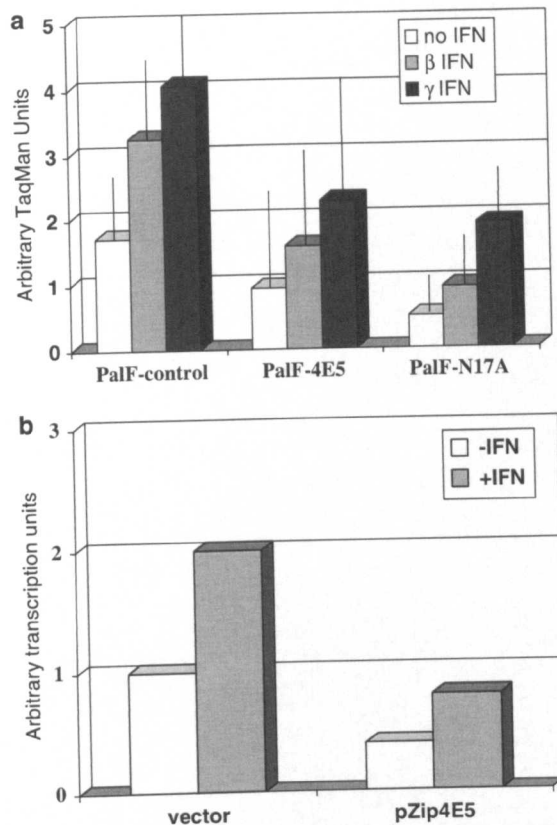 a
5
4
3
2
1
0
Arbitrary TaqMan Units
no IFN
β IFN
γ IFN
PalF-control PalF-4E5 PalF-N17A
b
3
2
1
0
Arbitrary transcription units
-IFN
+IFN
vector pZip4E5